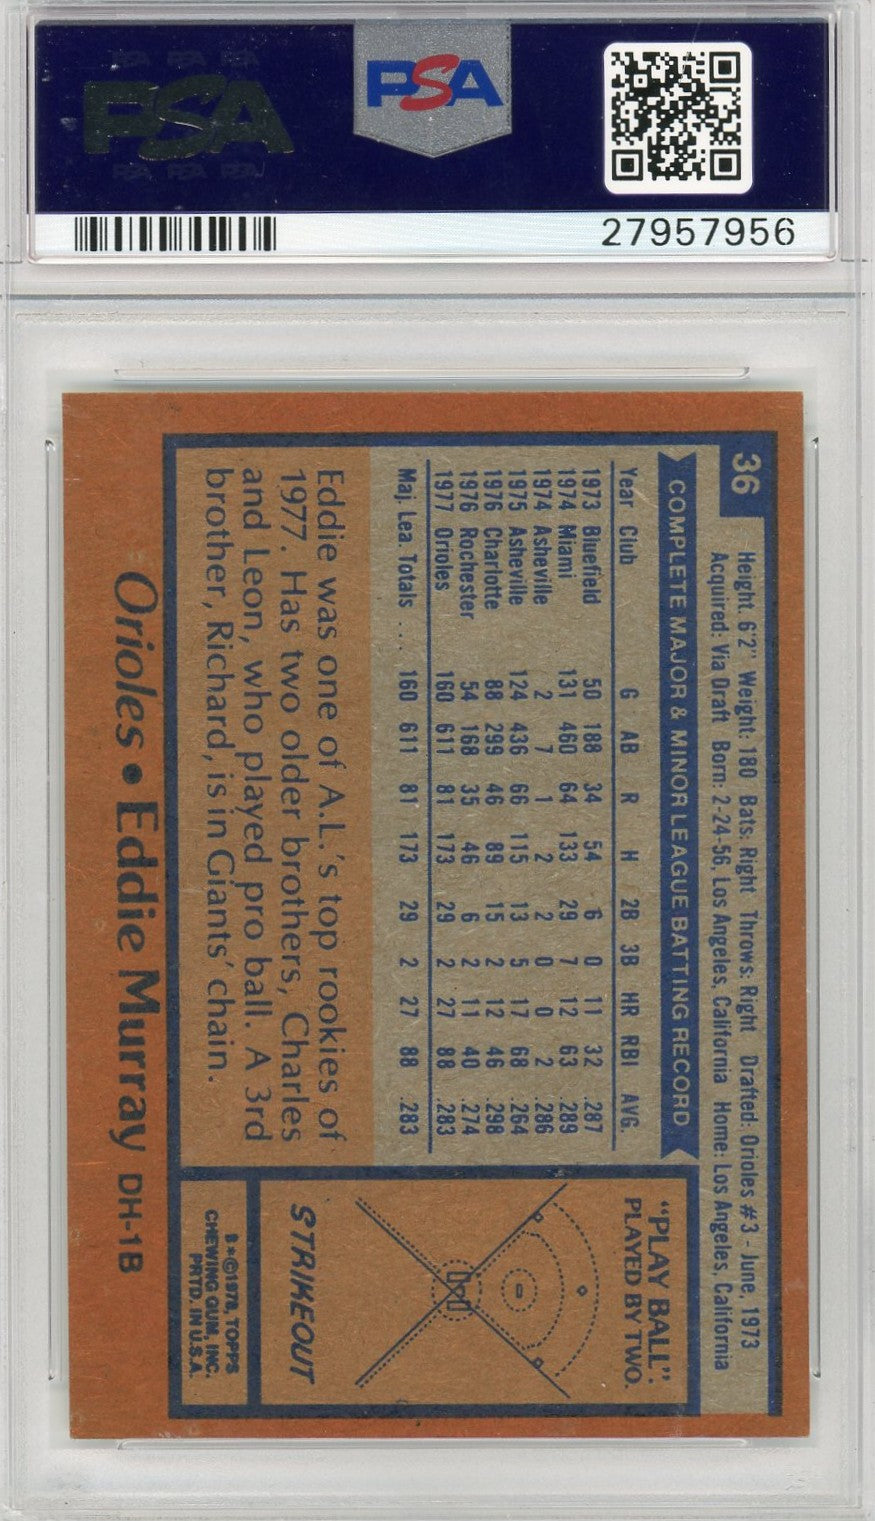 PSA PSA PSA
PSA
PSA PSA PSA
PSA
27957956
36
Height. 6'2" Weight: 180 Bats: Right Throws: Right Drafted: Orioles #3 - June, 1973
Acquired: Via Draft Born: 2-24-56, Los Angeles, California Home: Los Angeles, California
COMPLETE MAJOR & MINOR LEAGUE BATTING RECORD
Year Club G AB R H 2B 3B HR RBI AVG.
1973 Bluefield 50 188 34 54 6 0 11 32 .287
1974 Miami 131 460 64 133 29 7 12 63 .289
1974 Asheville 2 7 1 2 2 0 0 2 .286
1975 Asheville 124 436 66 115 13 5 17 68 .264
1976 Charlotte 88 299 46 89 15 2 12 46 .298
1976 Rochester 54 168 35 46 6 2 11 40 .274
1977 Orioles 160 611 81 173 29 2 27 88 .283
Maj. Lea. Totals .... 160 611 81 173 29 2 27 88 .283
Eddie was one of A.L.'s top rookies of
1977. Has two older brothers, Charles
and Leon, who played pro ball. A 3rd
brother, Richard, is in Giants' chain.
"PLAY BALL".
PLAYED BY TWO.
STRIKEOUT
B*©1978, TOPPS
CHEWING GUM, INC.
PRTD. IN U.S.A.
Orioles • Eddie Murray DH-1B